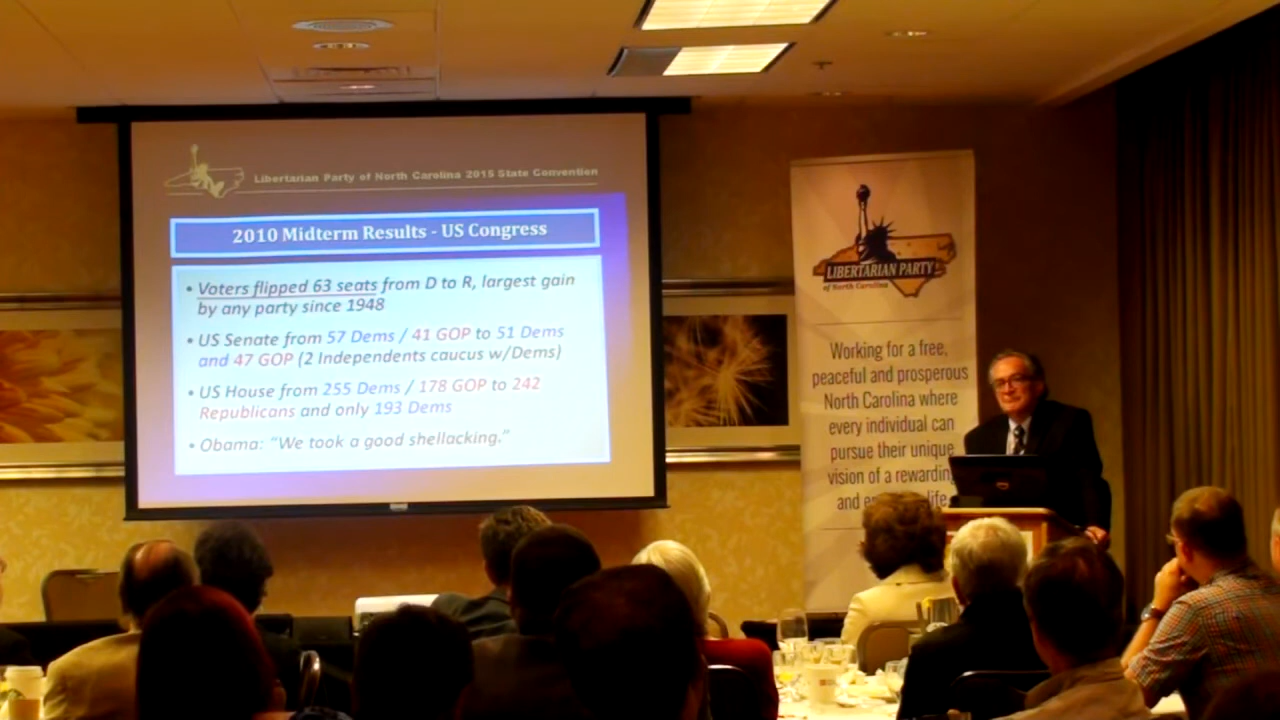 Libertarian Party of North Carolina 2015 State Convention
2010 Midterm Results - US Congress
• Voters flipped 63 seats from D to R, largest gain
by any party since 1948
• US Senate from 57 Dems / 41 GOP to 51 Dems
and 47 GOP (2 Independents caucus w/Dems)
• US House from 255 Dems / 178 GOP to 242
Republicans and only 193 Dems
• Obama: “We took a good shellacking.”
LIBERTARIAN PARTY
of North Carolina
Working for a free,
peaceful and prosperous
North Carolina where
every individual can
pursue their unique
vision of a rewarding
and life